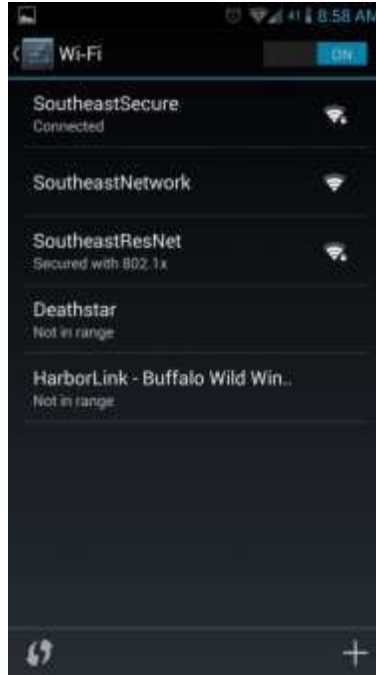 41 8:58 AM
Wi-Fi
ON
SoutheastSecure
Connected
SoutheastNetwork
SoutheastResNet
Secured with 802.1x
Deathstar
Not in range
HarborLink - Buffalo Wild Win..
Not in range